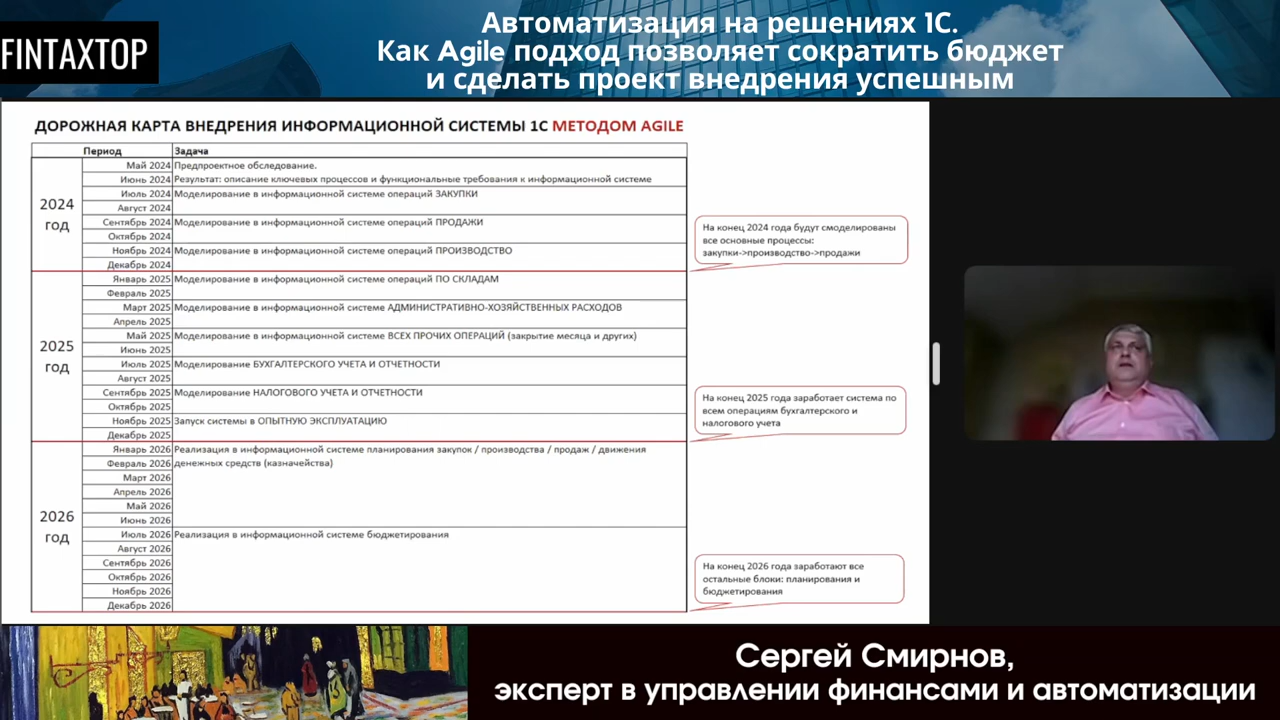 FINTAXTOP
Автоматизация на решениях 1С.
Как Agile подход позволяет сократить бюджет
и сделать проект внедрения успешным
ДОРОЖНАЯ КАРТА ВНЕДРЕНИЯ ИНФОРМАЦИОННОЙ СИСТЕМЫ 1С МЕТОДОМ AGILE
Период Задача
2024 год
Май 2024 Предпроектное обследование.
Июнь 2024 Результат: описание ключевых процессов и функциональные требования к информационной системе
Июль 2024 Моделирование в информационной системе операций ЗАКУПКИ
Август 2024
Сентябрь 2024 Моделирование в информационной системе операций ПРОДАЖИ
Октябрь 2024
Ноябрь 2024 Моделирование в информационной системе операций ПРОИЗВОДСТВО
Декабрь 2024
На конец 2024 года будут смоделированы
все основные процессы:
закупки->производство->продажи
2025 год
Январь 2025 Моделирование в информационной системе операций ПО СКЛАДАМ
Февраль 2025
Март 2025 Моделирование в информационной системе АДМИНИСТРАТИВНО-ХОЗЯЙСТВЕННЫХ РАСХОДОВ
Апрель 2025
Май 2025 Моделирование в информационной системе ВСЕХ ПРОЧИХ ОПЕРАЦИЙ (закрытие месяца и других)
Июнь 2025
Июль 2025 Моделирование БУХГАЛТЕРСКОГО УЧЕТА И ОТЧЕТНОСТИ
Август 2025
Сентябрь 2025 Моделирование НАЛОГОВОГО УЧЕТА И ОТЧЕТНОСТИ
Октябрь 2025
Ноябрь 2025 Запуск системы в ОПЫТНУЮ ЭКСПЛУАТАЦИЮ
Декабрь 2025
На конец 2025 года заработает система по
всем операциям бухгалтерского и
налогового учета
2026 год
Январь 2026 Реализация в информационной системе планирования закупок / производства / продаж / движения
Февраль 2026 денежных средств (казначейства)
Март 2026
Апрель 2026
Май 2026
Июнь 2026
Июль 2026 Реализация в информационной системе бюджетирования
Август 2026
Сентябрь 2026
Октябрь 2026
Ноябрь 2026
Декабрь 2026
На конец 2026 года заработают все
остальные блоки: планирования и
бюджетирования
Сергей Смирнов,
эксперт в управлении финансами и автоматизации